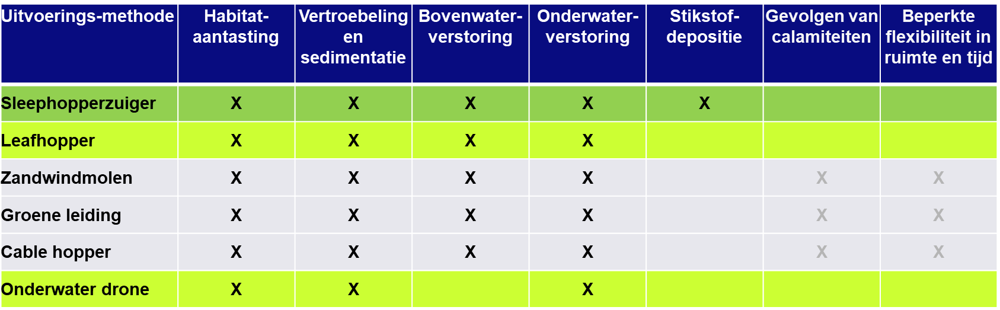 Uitvoerings-methode Habitat- Vertroebeling Bovenwater- Onderwater- Stikstof- Gevolgen van Beperkte
aantasting en verstoring verstoring depositie calamiteiten flexibiliteit in
sedimentatie ruimte en tijd
Sleephopperzuiger X X X X X
Leafhopper X X X X
Zandwindmolen X X X X X X
Groene leiding X X X X X X
Cable hopper X X X X X X
Onderwater drone X X X